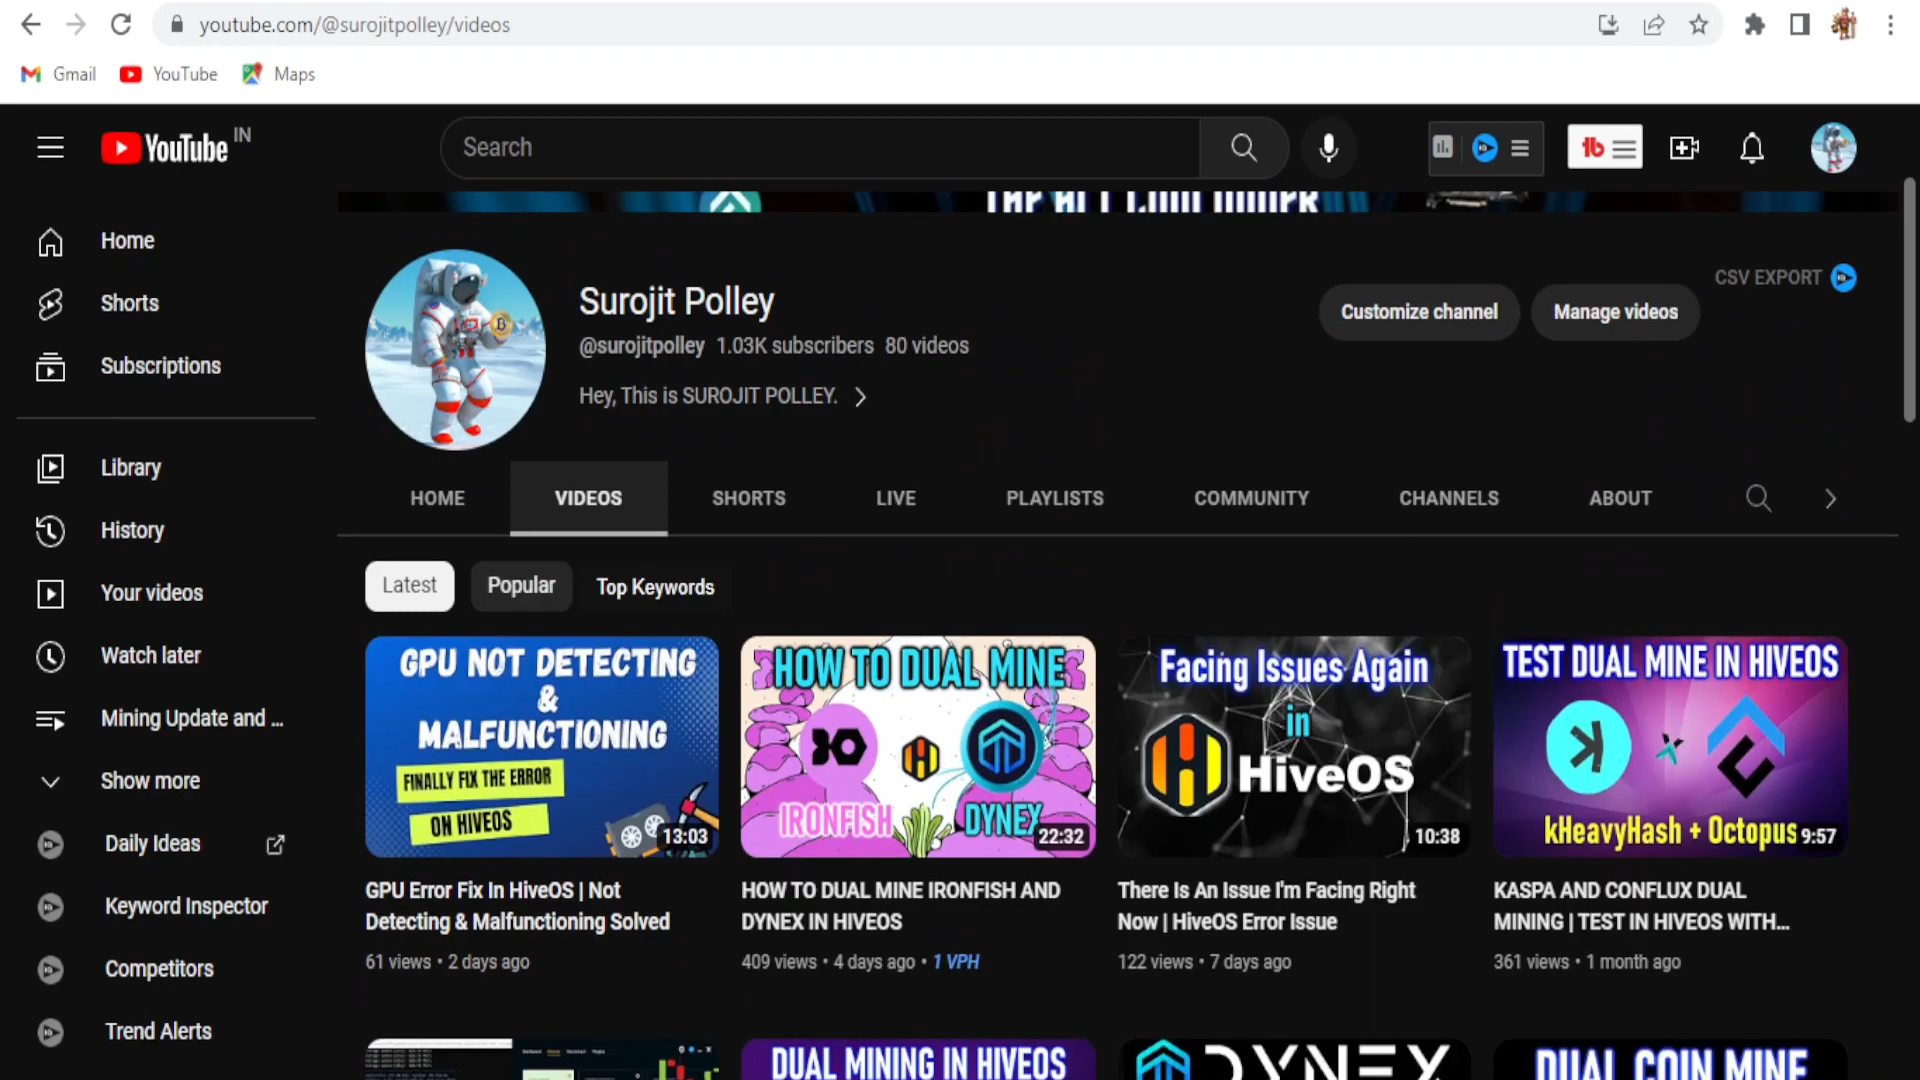 youtube.com/@surojitpolley/videos
Gmail
YouTube
Maps
YouTube IN
Search
Home
Shorts
Subscriptions
Library
History
Your videos
Watch later
Mining Update and ...
Show more
Daily Ideas
Keyword Inspector
Competitors
Trend Alerts
Surojit Polley
@surojitpolley 1.03K subscribers 80 videos
Hey, This is SUROJIT POLLEY.
Customize channel
Manage videos
CSV EXPORT
HOME
VIDEOS
SHORTS
LIVE
PLAYLISTS
COMMUNITY
CHANNELS
ABOUT
Latest
Popular
Top Keywords
GPU NOT DETECTING
&
MALFUNCTIONING
FINALLY FIX THE ERROR
ON HIVEOS
13:03
GPU Error Fix In HiveOS | Not
Detecting & Malfunctioning Solved
61 views • 2 days ago
HOW TO DUAL MINE
IRONFISH
DYNEX
22:32
HOW TO DUAL MINE IRONFISH AND
DYNEX IN HIVEOS
409 views • 4 days ago • 1 VPH
Facing Issues Again
in
HiveOS
10:38
There Is An Issue I'm Facing Right
Now | HiveOS Error Issue
122 views • 7 days ago
TEST DUAL MINE IN HIVEOS
kHeavyHash + Octopus
9:57
KASPA AND CONFLUX DUAL
MINING | TEST IN HIVEOS WITH...
361 views • 1 month ago
DUAL MINING IN HIVEOS
DYNEX
DUAL COIN MINE